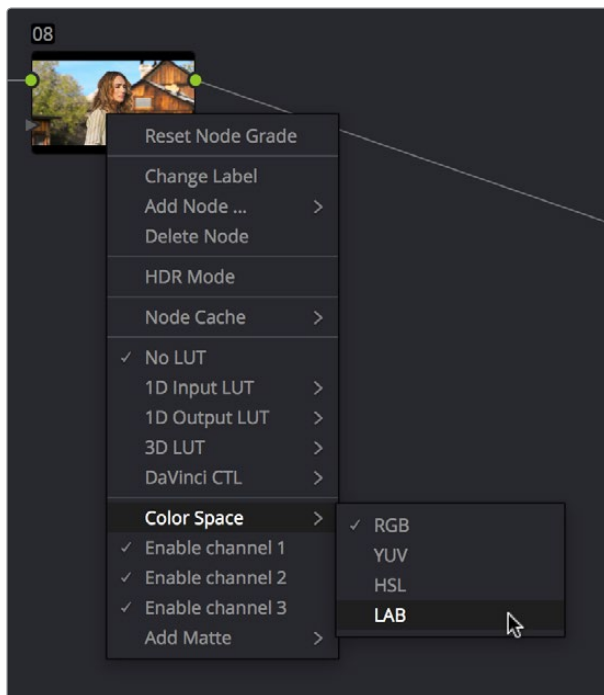 08
Reset Node Grade
Change Label
Add Node ...
Delete Node
HDR Mode
Node Cache
No LUT
1D Input LUT
1D Output LUT
3D LUT
DaVinci CTL
Color Space
Enable channel 1
Enable channel 2
Enable channel 3
Add Matte
RGB
YUV
HSL
LAB